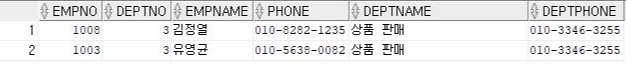 EMPNO DEPTNO EMPNAME PHONE DEPTNAME DEPTPHONE
1 1008 3 김정열 010-8282-1235 상품 판매 010-3346-3255
2 1003 3 유영균 010-5638-0082 상품 판매 010-3346-3255